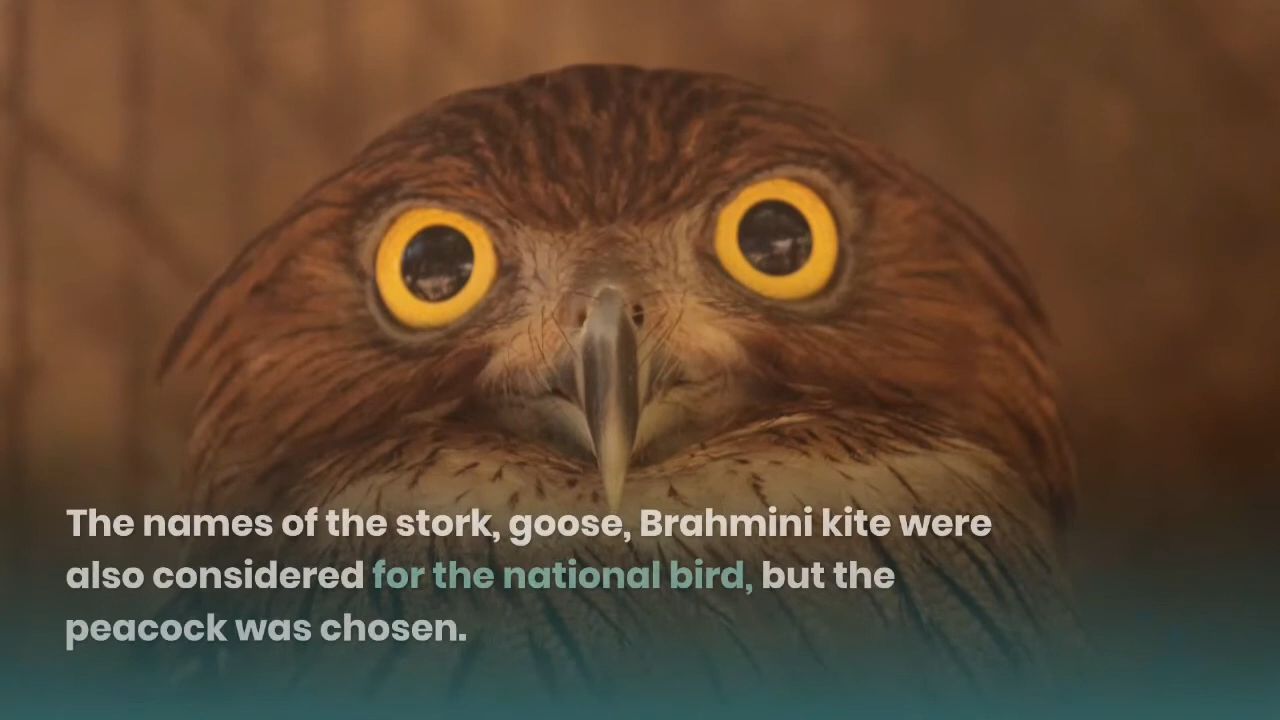 The names of the stork, goose, Brahmini kite were
also considered for the national bird, but the
peacock was chosen.